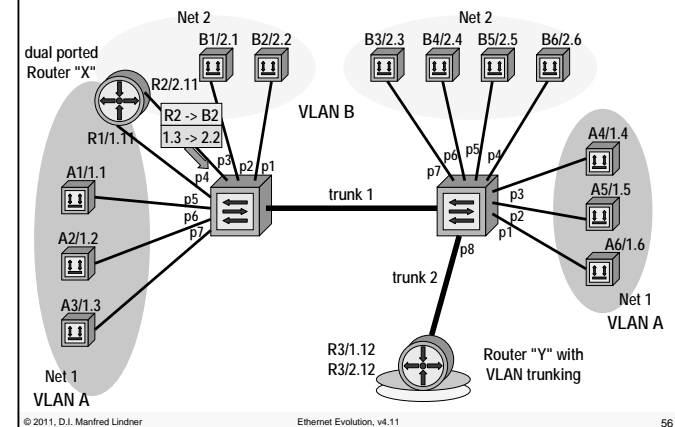 Net 2
Net 2
B1/2.1 B2/2.2
B3/2.3 B4/2.4 B5/2.5 B6/2.6
dual ported
Router "X"
R2/2.11
R2 -> B2
1.3 -> 2.2
VLAN B
R1/1.11
A4/1.4
p3
p2
p1
p4
p7
p6
p5
p4
A1/1.1
p5
trunk 1
p3
A5/1.5
p6
p2
A2/1.2
p7
p1
A6/1.6
p8
trunk 2
A3/1.3
Net 1
VLAN A
R3/1.12
R3/2.12
Router "Y" with
VLAN trunking
Net 1
VLAN A
© 2011, D.I. Manfred Lindner
Ethernet Evolution, v4.11
56